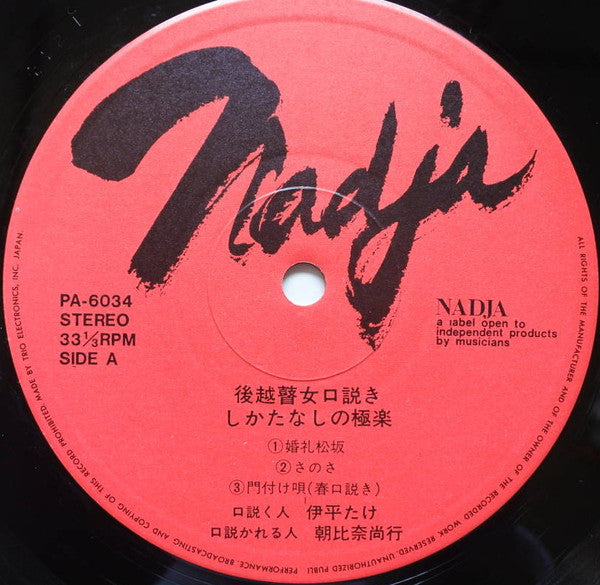 Nadja
PA-6034
STEREO
33 1/3 RPM
SIDE A
NADJA
a label open to
independent products
by musicians
後越瞽女口説き
しかたなしの極楽
①婚礼松坂
②さのさ
③門付け唄(春口説き)
口説く人 伊平たけ
口説かれる人 朝比奈尚行
ALL RIGHTS OF THE MANUFACTURER AND OF THE OWNER OF THE RECORDED WORK RESERVED. UNAUTHORIZED PUBLI PERFORMANCE, BROADCASTING AND COPYING OF THIS RECORD PROHIBITED MADE BY TRIO ELECTRONICS, INC. JAPAN.